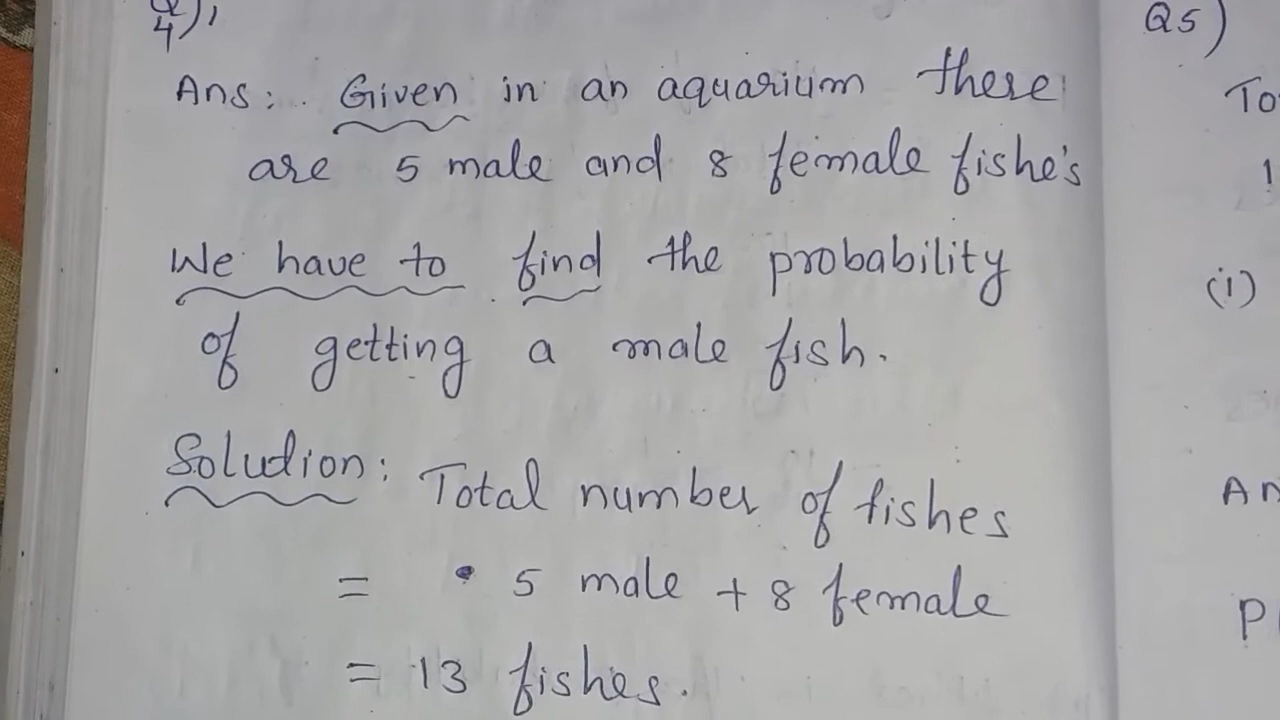 4),
Ans:. Given in an aquarium there
are 5 male and 8 female fishe's
We have to find the probability
of getting a male fish.
Soludion: Total number of fishes
= 5 male + 8 female
= 13 fishes.
Q5)
To
1
(i)
An
P